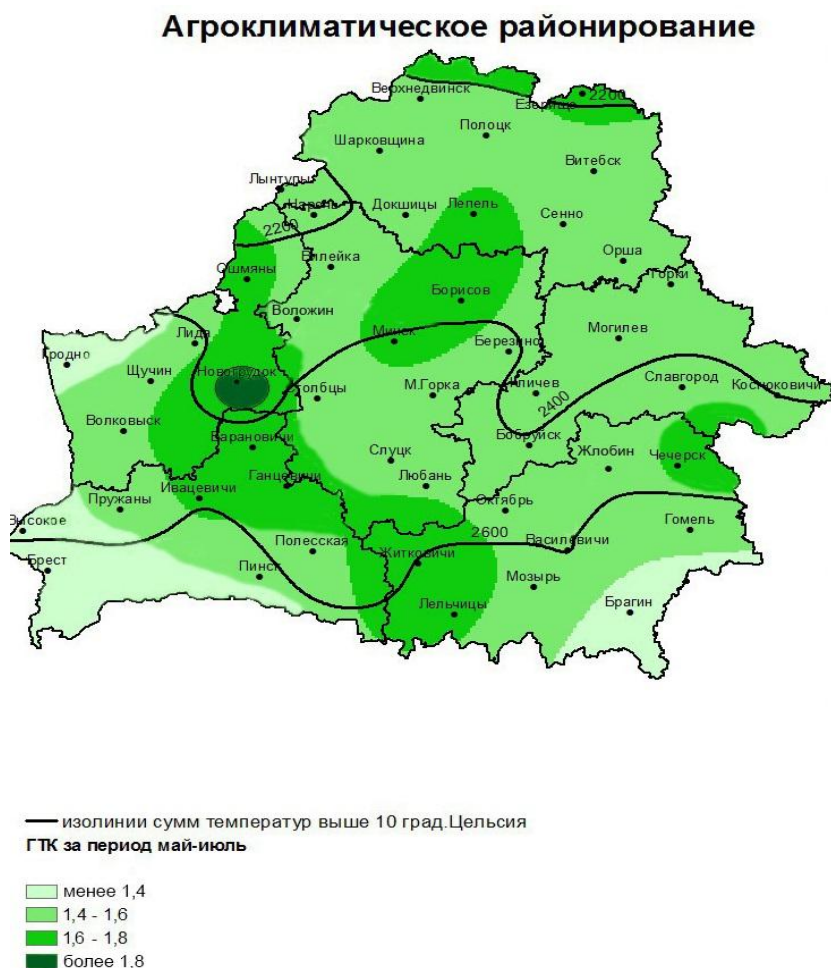 Агроклиматическое районирование
Верхнедвинск
Езерище
2200
Полоцк
Шарковщина
Витебск
Лынтупы
Нарочь
Докшицы
Лепель
Сенно
2200
Вилейка
Орша
Ошмяны
Горки
Борисов
Воложин
Минск
Могилев
Лида
Березино
Гродно
Щучин
Новогрудок
Столбцы
М.Горка
Кличев
2400
Славгород
Костюковичи
Волковыск
Барановичи
Бобруйск
Слуцк
Жлобин
Чечерск
Ганцевичи
Любань
Ивацевичи
Пружаны
Октябрь
Высокое
2600
Гомель
Василевичи
Полесская
Житковичи
Брест
Пинск
Мозырь
Лельчицы
Брагин
изолинии сумм температур выше 10 град.Цельсия
ГТК за период май-июль
менее 1,4
1,4 - 1,6
1,6 - 1,8
более 1,8